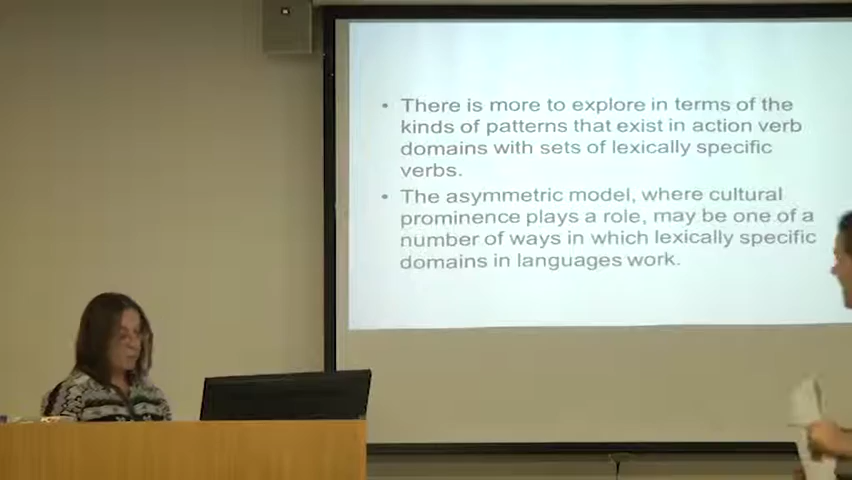 • There is more to explore in terms of the
kinds of patterns that exist in action verb
domains with sets of lexically specific
verbs.
• The asymmetric model, where cultural
prominence plays a role, may be one of a
number of ways in which lexically specific
domains in languages work.